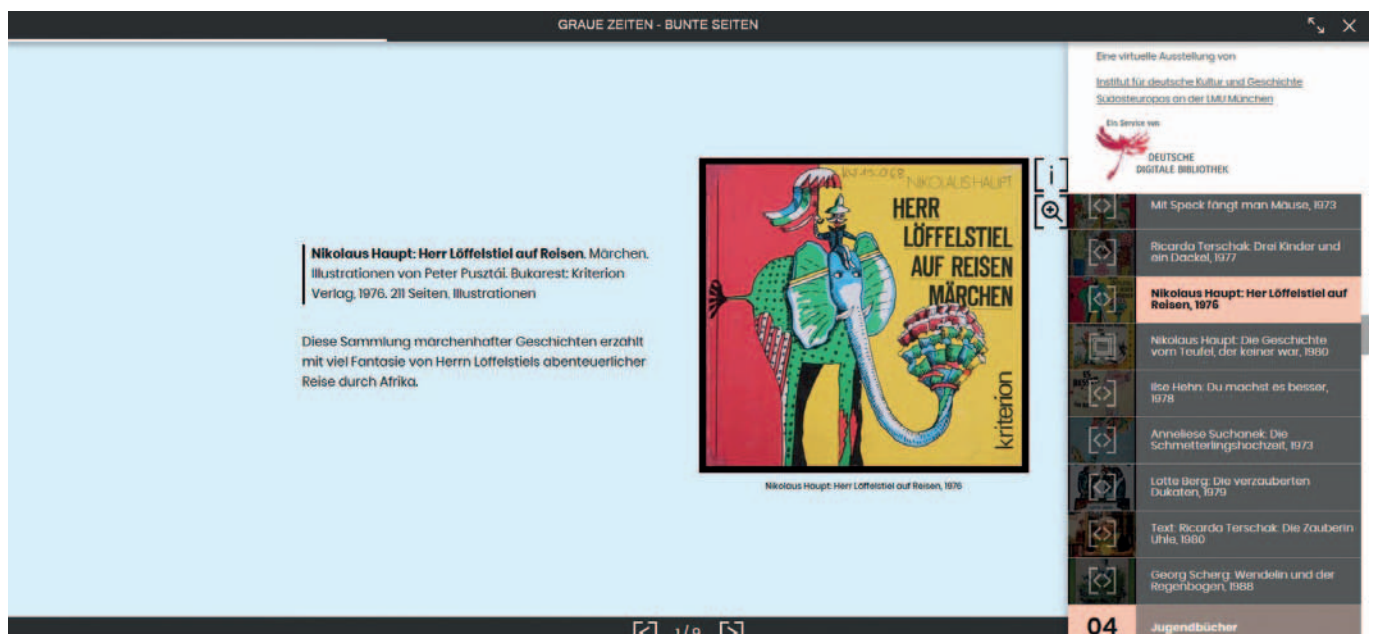 GRAUE ZEITEN - BUNTE SEITEN
Nikolaus Haupt: Herr Löffelstiel auf Reisen. Märchen.
Illustrationen von Peter Pusztái. Bukarest: Kriterion
Verlag, 1976. 211 Seiten, Illustrationen
Diese Sammlung märchenhafter Geschichten erzählt
mit viel Fantasie von Herrn Löffelstiels abenteuerlicher
Reise durch Afrika.
NIKOLAUS HAUPT
HERR
LÖFFELSTIEL
AUF REISEN
MÄRCHEN
kriterion
i
Nikolaus Haupt: Herr Löffelstiel auf Reisen, 1976
Eine virtuelle Ausstellung von
Institut für deutsche Kultur und Geschichte
Südosteuropas an der LMU München
Ein Service von
DEUTSCHE
DIGITALE BIBLIOTHEK
Mit Speck fängt man Mäuse, 1973
Ricarda Terschak: Drei Kinder und
ein Dackel, 1977
Nikolaus Haupt: Her Löffelstiel auf
Reisen, 1976
Nikolaus Haupt: Die Geschichte
vom Teufel, der keiner war, 1980
Ilse Hehn: Du machst es besser,
1978
Anneliese Suchanek: Die
Schmetterlingshochzeit, 1973
Lotte Berg: Die verzauberten
Dukaten, 1979
Text: Ricarda Terschak: Die Zauberin
Uhle, 1980
Georg Scherg: Wendelin und der
Regenbogen, 1988
04 Jugendbücher
1/9